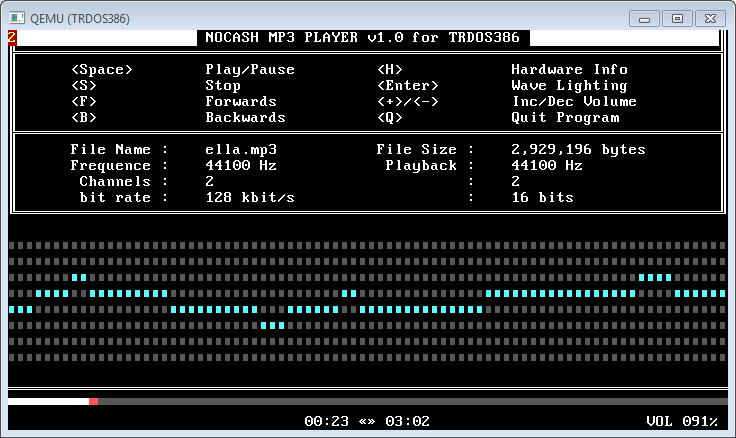 QEMU (TRDOS386)
2 NOCASH MP3 PLAYER v1.0 for TRDOS386
<Space> Play/Pause <H> Hardware Info
<S> Stop <Enter> Wave Lighting
<F> Forwards <+>/<-> Inc/Dec Volume
<B> Backwards <Q> Quit Program
File Name : ella.mp3 File Size : 2,929,196 bytes
Frequence : 44100 Hz Playback : 44100 Hz
Channels : 2 : 2
bit rate : 128 kbit/s : 16 bits
00:23 «» 03:02 VOL 091%